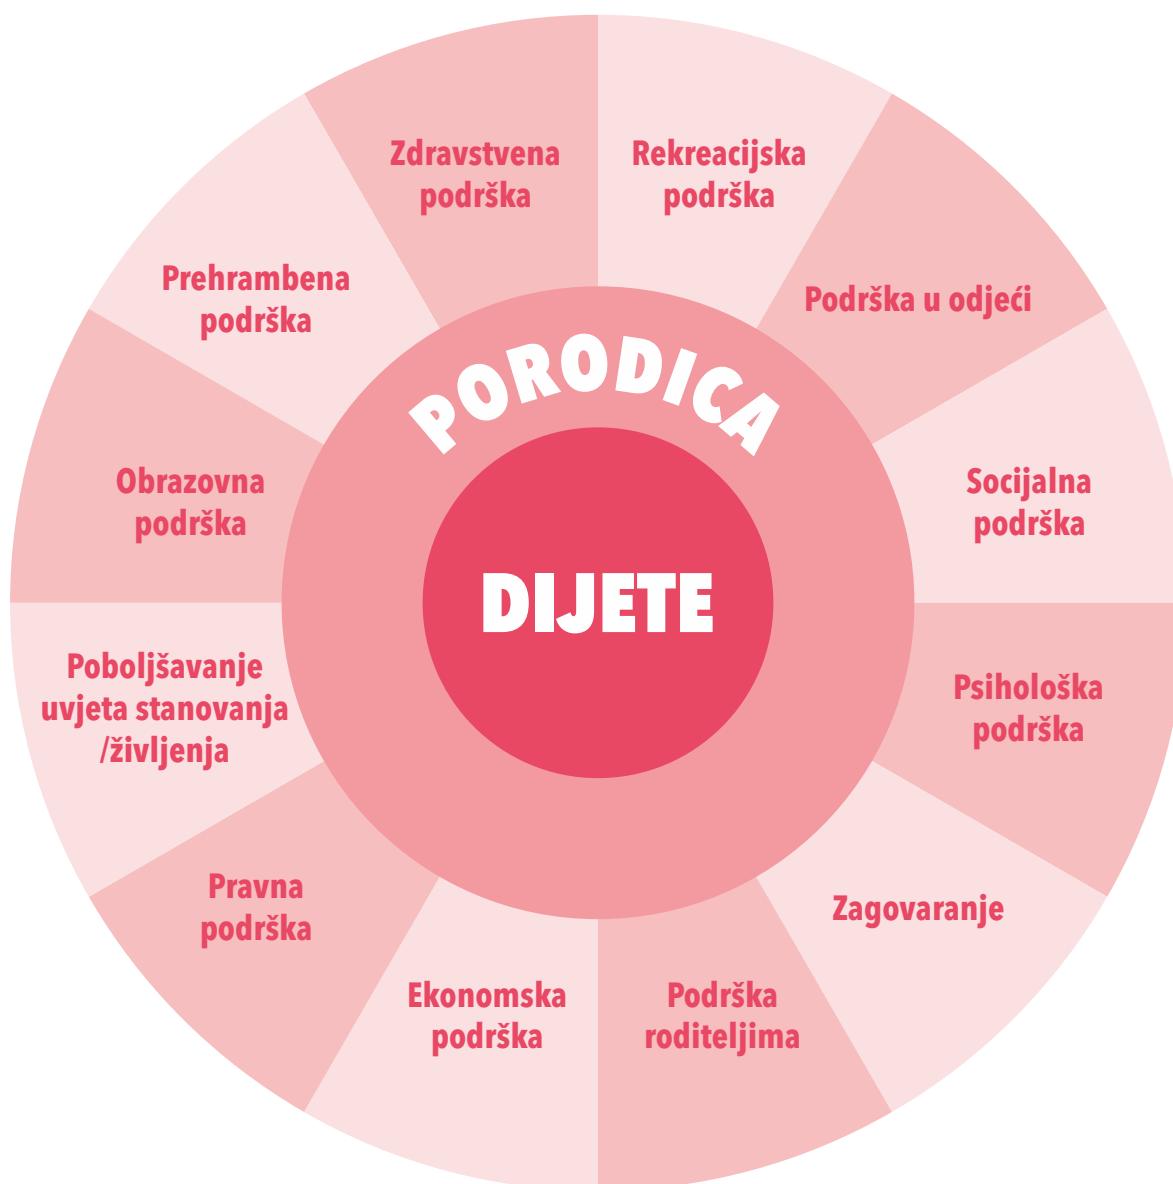 Zdravstvena
podrška
Rekreacijska
podrška
Podrška u odjeći
Socijalna
podrška
Psihološka
podrška
Zagovaranje
Podrška
roditeljima
Ekonomska
podrška
Pravna
podrška
Poboljšavanje
uvjeta stanovanja
/življenja
Obrazovna
podrška
Prehrambena
podrška
PORODICA
DIJETE